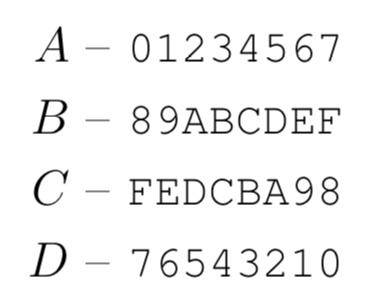 A – 01234567
B – 89ABCDEF
C – FEDCBA98
D – 76543210